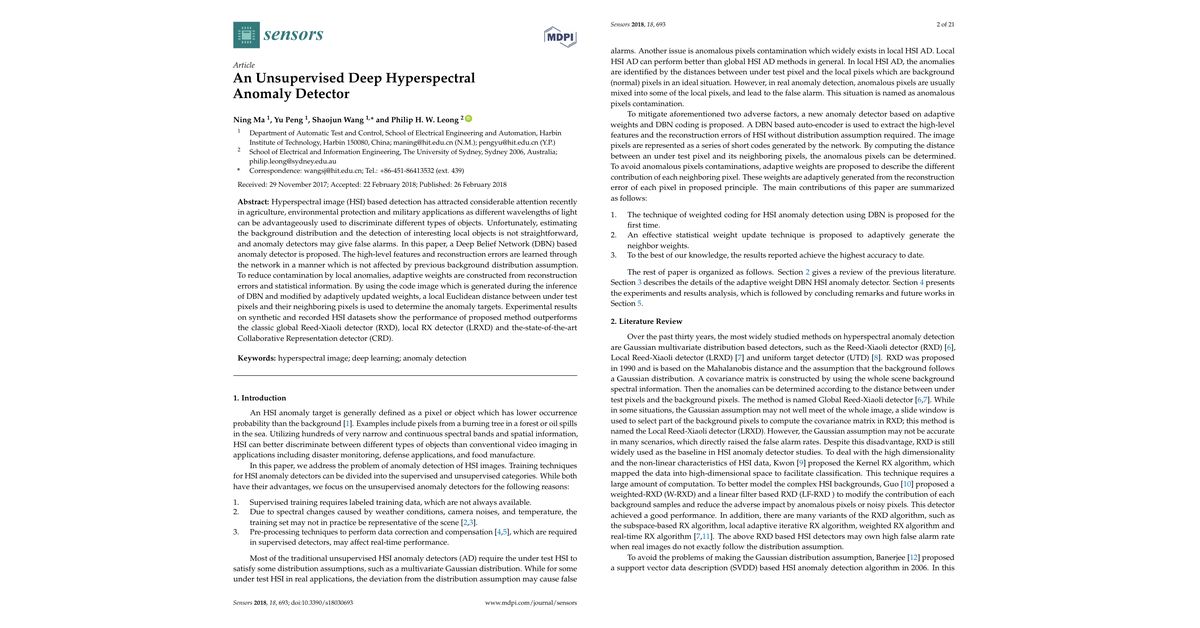 sensors
MDPI
Article
An Unsupervised Deep Hyperspectral
Anomaly Detector
Ning Ma 1, Yu Peng 1, Shaojun Wang 1,* and Philip H. W. Leong 2
1 Department of Automatic Test and Control, School of Electrical Engineering and Automation, Harbin
Institute of Technology, Harbin 150080, China; maning@hit.edu.cn (N.M.); pengyu@hit.edu.cn (Y.P.)
2 School of Electrical and Information Engineering, The University of Sydney, Sydney 2006, Australia;
philip.leong@sydney.edu.au
* Correspondence: wangsj@hit.edu.cn; Tel.: +86-451-86413532 (ext. 439)
Received: 29 November 2017; Accepted: 22 February 2018; Published: 26 February 2018
Abstract: Hyperspectral image (HSI) based detection has attracted considerable attention recently
in agriculture, environmental protection and military applications as different wavelengths of light
can be advantageously used to discriminate different types of objects. Unfortunately, estimating
the background distribution and the detection of interesting local objects is not straightforward,
and anomaly detectors may give false alarms. In this paper, a Deep Belief Network (DBN) based
anomaly detector is proposed. The high-level features and reconstruction errors are learned through
the network in a manner which is not affected by previous background distribution assumption.
To reduce contamination by local anomalies, adaptive weights are constructed from reconstruction
errors and statistical information. By using the code image which is generated during the inference
of DBN and modified by adaptively updated weights, a local Euclidean distance between under test
pixels and their neighboring pixels is used to determine the anomaly targets. Experimental results
on synthetic and recorded HSI datasets show the performance of proposed method outperforms
the classic global Reed-Xiaoli detector (RXD), local RX detector (LRXD) and the-state-of-the-art
Collaborative Representation detector (CRD).
Keywords: hyperspectral image; deep learning; anomaly detection
1. Introduction
An HSI anomaly target is generally defined as a pixel or object which has lower occurrence
probability than the background [1]. Examples include pixels from a burning tree in a forest or oil spills
in the sea. Utilizing hundreds of very narrow and continuous spectral bands and spatial information,
HSI can better discriminate between different types of objects than conventional video imaging in
applications including disaster monitoring, defense applications, and food manufacture.
In this paper, we address the problem of anomaly detection of HSI images. Training techniques
for HSI anomaly detectors can be divided into the supervised and unsupervised categories. While both
have their advantages, we focus on the unsupervised anomaly detectors for the following reasons:
1. Supervised training requires labeled training data, which are not always available.
2. Due to spectral changes caused by weather conditions, camera noises, and temperature, the
training set may not in practice be representative of the scene [2,3].
3. Pre-processing techniques to perform data correction and compensation [4,5], which are required
in supervised detectors, may affect real-time performance.
Most of the traditional unsupervised HSI anomaly detectors (AD) require the under test HSI to
satisfy some distribution assumptions, such as a multivariate Gaussian distribution. While for some
under test HSI in real applications, the deviation from the distribution assumption may cause false
Sensors 2018, 18, 693; doi:10.3390/s18030693
www.mdpi.com/journal/sensors
Sensors 2018, 18, 693
2 of 21
alarms. Another issue is anomalous pixels contamination which widely exists in local HSI AD. Local
HSI AD can perform better than global HSI AD methods in general. In local HSI AD, the anomalies
are identified by the distances between under test pixel and the local pixels which are background
(normal) pixels in an ideal situation. However, in real anomaly detection, anomalous pixels are usually
mixed into some of the local pixels, and lead to the false alarm. This situation is named as anomalous
pixels contamination.
To mitigate aforementioned two adverse factors, a new anomaly detector based on adaptive
weights and DBN coding is proposed. A DBN based auto-encoder is used to extract the high-level
features and the reconstruction errors of HSI without distribution assumption required. The image
pixels are represented as a series of short codes generated by the network. By computing the distance
between an under test pixel and its neighboring pixels, the anomalous pixels can be determined.
To avoid anomalous pixels contaminations, adaptive weights are proposed to describe the different
contribution of each neighboring pixel. These weights are adaptively generated from the reconstruction
error of each pixel in proposed principle. The main contributions of this paper are summarized
as follows:
1. The technique of weighted coding for HSI anomaly detection using DBN is proposed for the
first time.
2. An effective statistical weight update technique is proposed to adaptively generate the
neighbor weights.
3. To the best of our knowledge, the results reported achieve the highest accuracy to date.
The rest of paper is organized as follows. Section 2 gives a review of the previous literature.
Section 3 describes the details of the adaptive weight DBN HSI anomaly detector. Section 4 presents
the experiments and results analysis, which is followed by concluding remarks and future works in
Section 5.
2. Literature Review
Over the past thirty years, the most widely studied methods on hyperspectral anomaly detection
are Gaussian multivariate distribution based detectors, such as the Reed-Xiaoli detector (RXD) [6],
Local Reed-Xiaoli detector (LRXD) [7] and uniform target detector (UTD) [8]. RXD was proposed
in 1990 and is based on the Mahalanobis distance and the assumption that the background follows
a Gaussian distribution. A covariance matrix is constructed by using the whole scene background
spectral information. Then the anomalies can be determined according to the distance between under
test pixels and the background pixels. The method is named Global Reed-Xiaoli detector [6,7]. While
in some situations, the Gaussian assumption may not well meet of the whole image, a slide window is
used to select part of the background pixels to compute the covariance matrix in RXD; this method is
named the Local Reed-Xiaoli detector (LRXD). However, the Gaussian assumption may not be accurate
in many scenarios, which directly raised the false alarm rates. Despite this disadvantage, RXD is still
widely used as the baseline in HSI anomaly detector studies. To deal with the high dimensionality
and the non-linear characteristics of HSI data, Kwon [9] proposed the Kernel RX algorithm, which
mapped the data into high-dimensional space to facilitate classification. This technique requires a
large amount of computation. To better model the complex HSI backgrounds, Guo [10] proposed a
weighted-RXD (W-RXD) and a linear filter based RXD (LF-RXD ) to modify the contribution of each
background samples and reduce the adverse impact by anomalous pixels or noisy pixels. This detector
achieved a good performance. In addition, there are many variants of the RXD algorithm, such as
the subspace-based RX algorithm, local adaptive iterative RX algorithm, weighted RX algorithm and
real-time RX algorithm [7,11]. The above RXD based HSI detectors may own high false alarm rate
when real images do not exactly follow the distribution assumption.
To avoid the problems of making the Gaussian distribution assumption, Banerjee [12] proposed
a support vector data description (SVDD) based HSI anomaly detection algorithm in 2006. In this